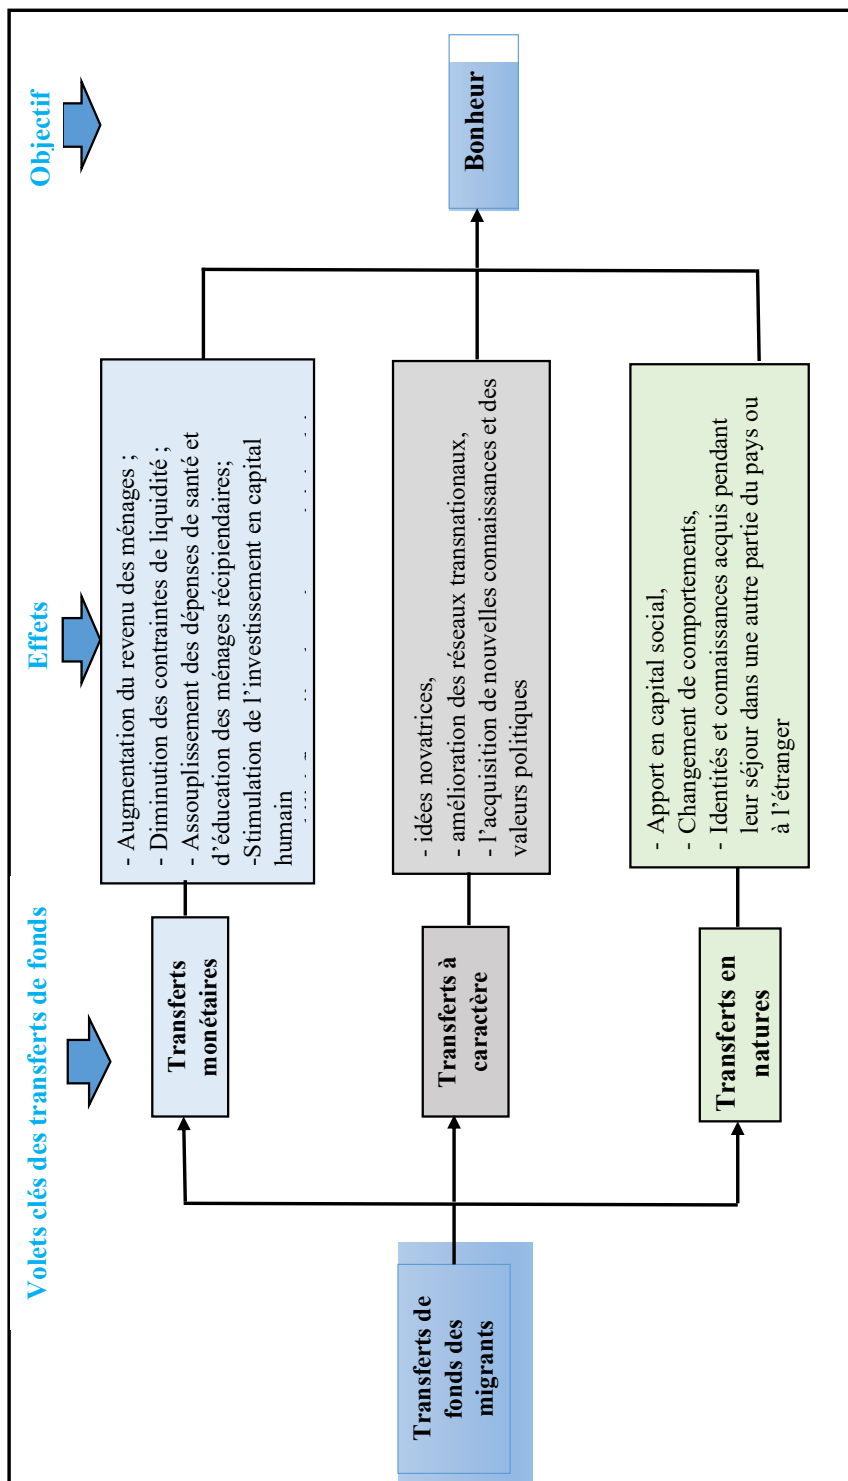 Volets clés des transferts de fonds
Effets
Objectif
Transferts de
fonds des
migrants
Transferts
monétaires
- Augmentation du revenu des ménages ;
- Diminution des contraintes de liquidité ;
- Assouplissement des dépenses de santé et
d’éducation des ménages récipiendaires;
-Stimulation de l’investissement en capital
humain
Transferts à
caractère
- idées novatrices,
- amélioration des réseaux transnationaux,
- l’acquisition de nouvelles connaissances et des
valeurs politiques
Transferts en
natures
- Apport en capital social,
- Changement de comportements,
- Identités et connaissances acquis pendant
leur séjour dans une autre partie du pays ou
à l’étranger
Bonheur